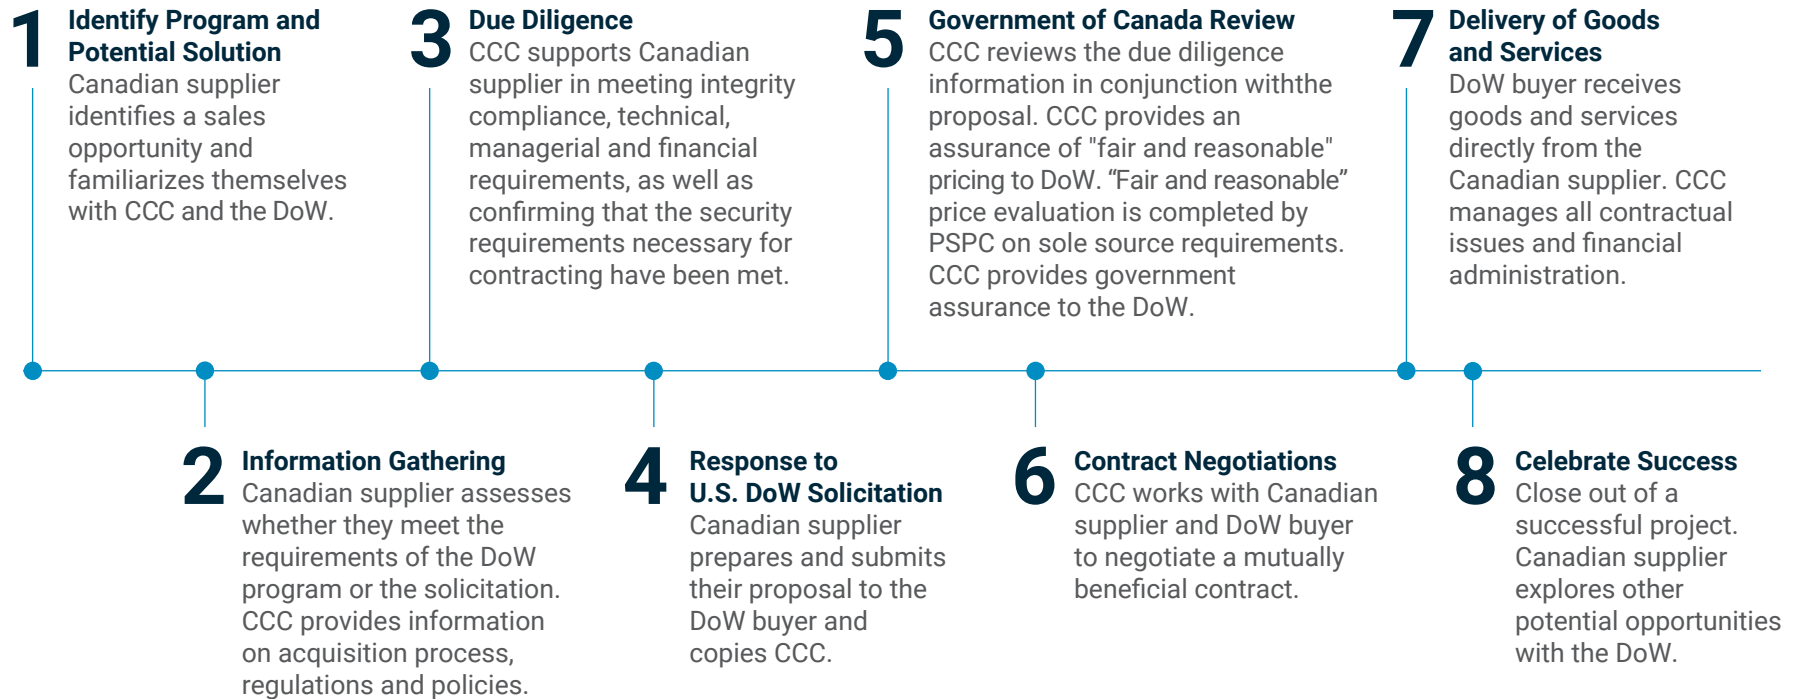 1
Identify Program and
Potential Solution
Canadian supplier
identifies a sales
opportunity and
familiarizes themselves
with CCC and the DoW.
2
Information Gathering
Canadian supplier assesses
whether they meet the
requirements of the DoW
program or the solicitation.
CCC provides information
on acquisition process,
regulations and policies.
3
Due Diligence
CCC supports Canadian
supplier in meeting integrity
compliance, technical,
managerial and financial
requirements, as well as
confirming that the security
requirements necessary for
contracting have been met.
4
Response to
U.S. DoW Solicitation
Canadian supplier
prepares and submits
their proposal to the
DoW buyer and
copies CCC.
5
Government of Canada Review
CCC reviews the due diligence
information in conjunction withthe
proposal. CCC provides an
assurance of "fair and reasonable"
pricing to DoW. “Fair and reasonable”
price evaluation is completed by
PSPC on sole source requirements.
CCC provides government
assurance to the DoW.
6
Contract Negotiations
CCC works with Canadian
supplier and DoW buyer
to negotiate a mutually
beneficial contract.
7
Delivery of Goods
and Services
DoW buyer receives
goods and services
directly from the
Canadian supplier. CCC
manages all contractual
issues and financial
administration.
8
Celebrate Success
Close out of a
successful project.
Canadian supplier
explores other
potential opportunities
with the DoW.